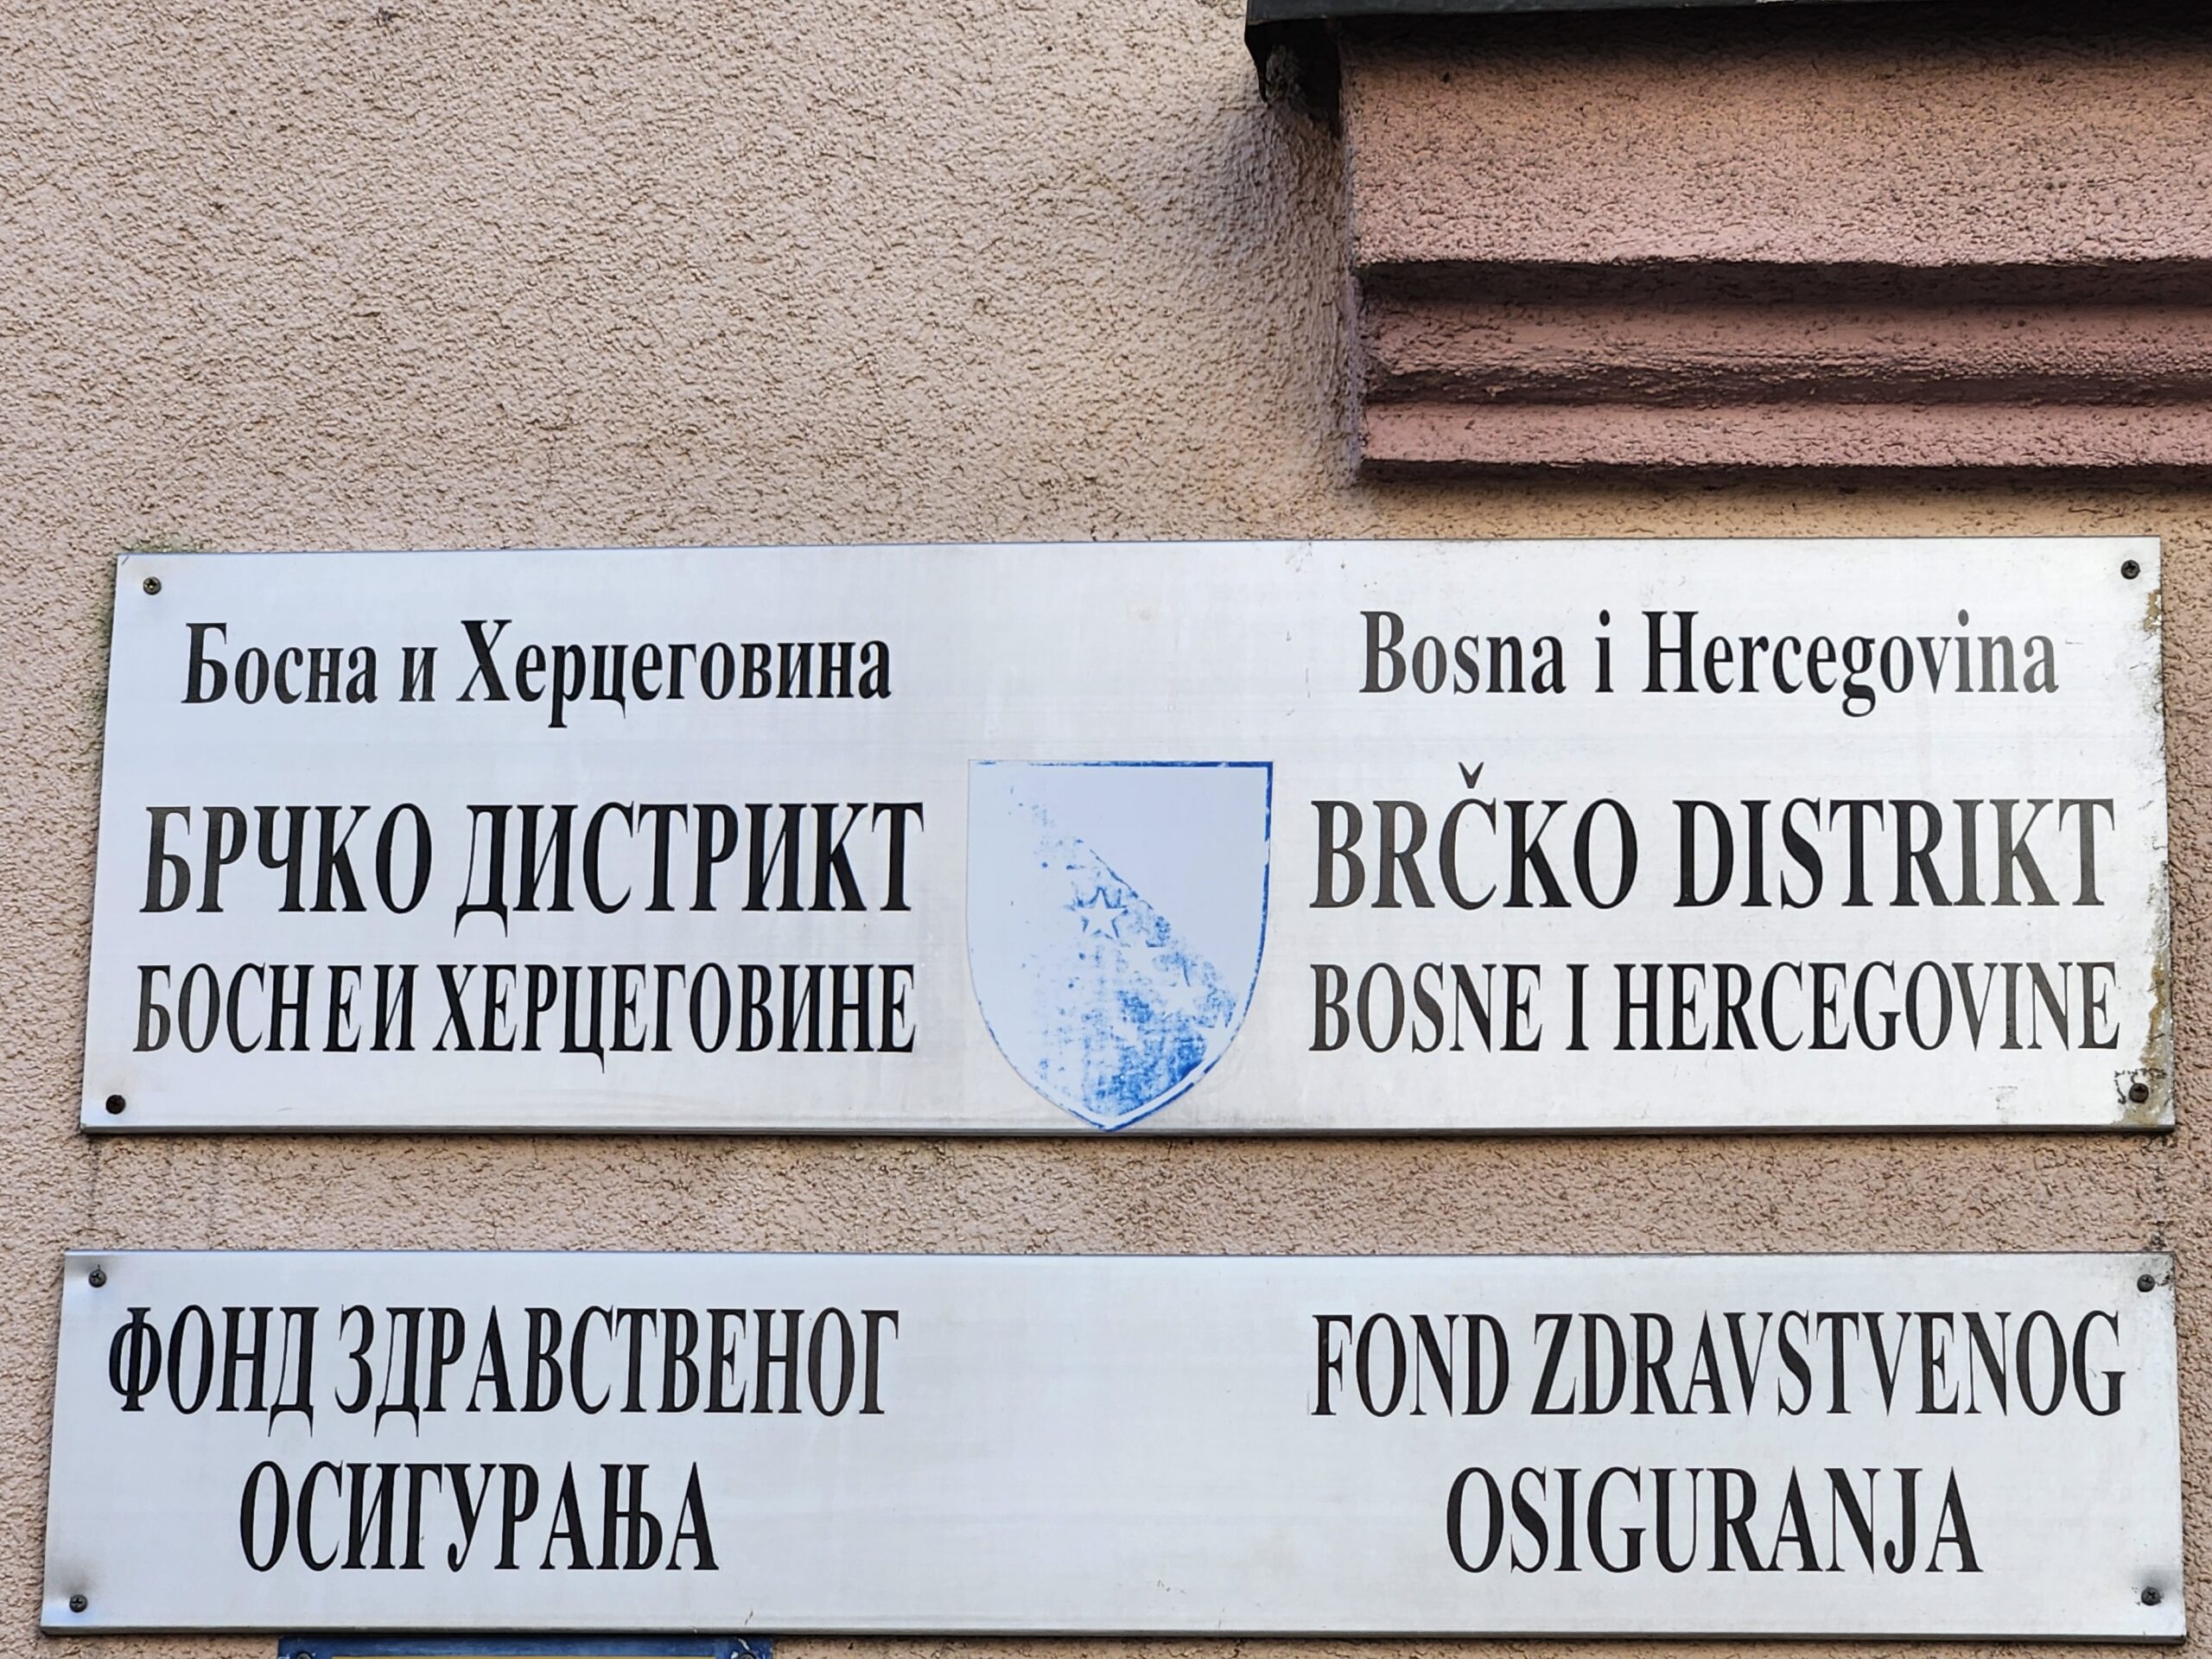 Босна и Херцеговина
БРЧКО ДИСТРИКТ
БОСНЕ И ХЕРЦЕГОВИНЕ
Bosna i Hercegovina
BRČKO DISTRIKT
BOSNE I HERCEGOVINE
ФОНД ЗДРАВСТВЕНОГ
ОСИГУРАЊА
FOND ZDRAVSTVENOG
OSIGURANJA